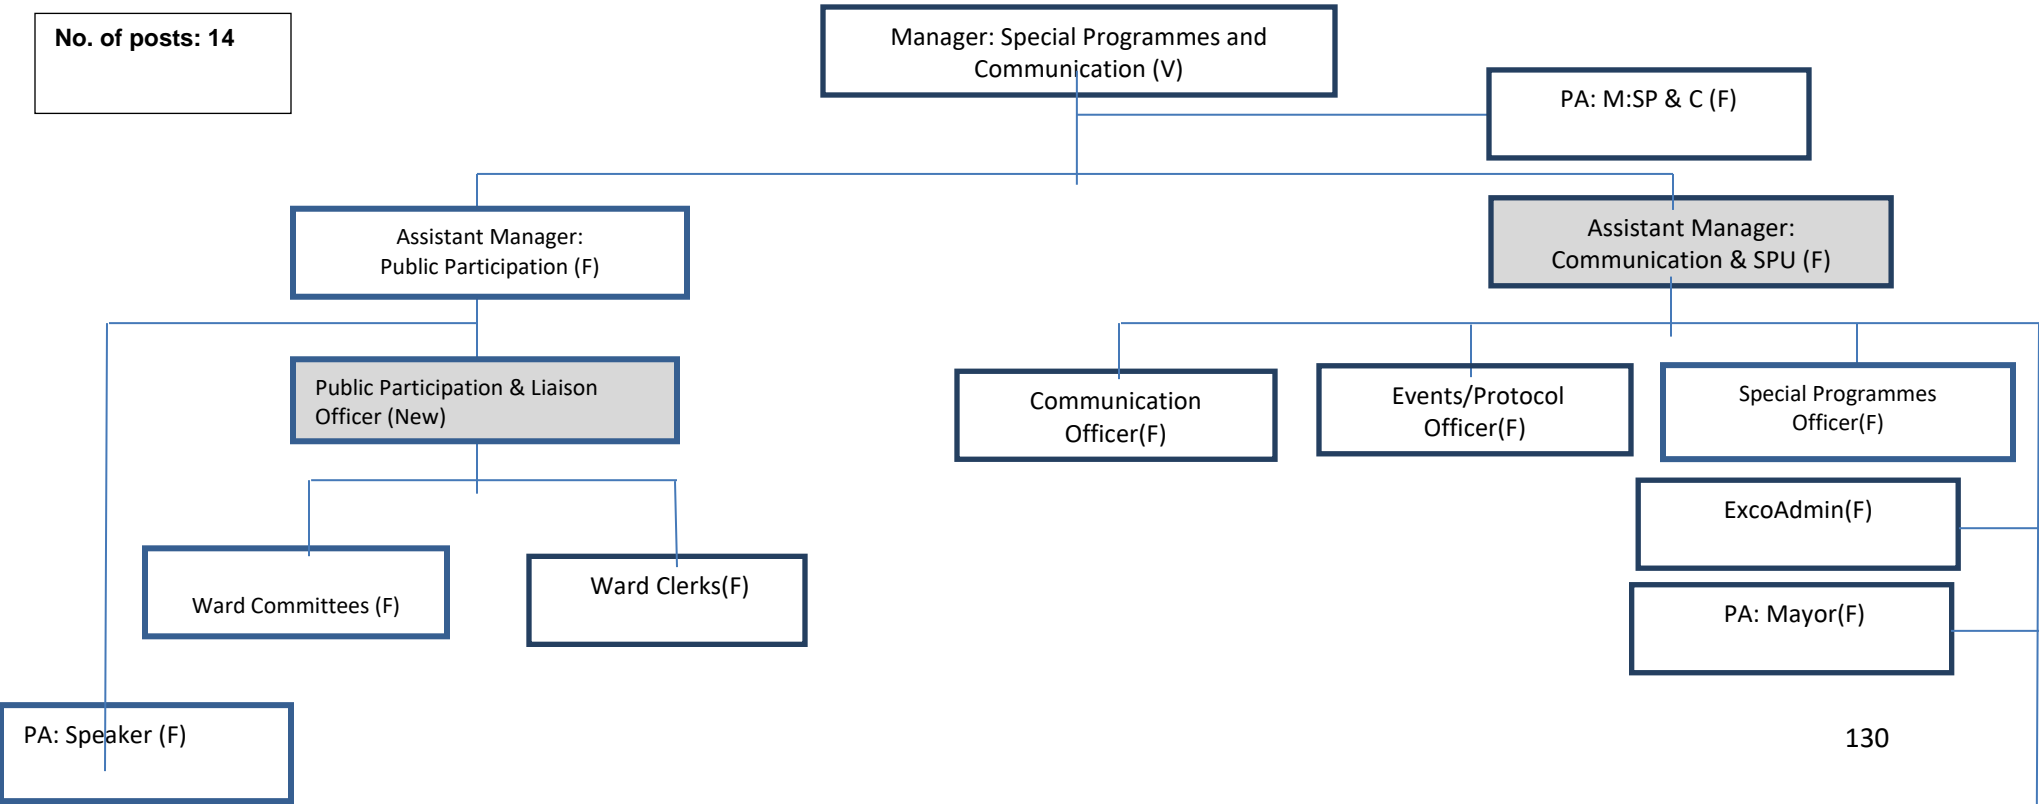 No. of posts: 14
Manager: Special Programmes and
Communication (V)
PA: M:SP & C (F)
Assistant Manager:
Public Participation (F)
Assistant Manager:
Communication & SPU (F)
Public Participation & Liaison
Officer (New)
Communication
Officer(F)
Events/Protocol
Officer(F)
Special Programmes
Officer(F)
ExcoAdmin(F)
Ward Committees (F)
Ward Clerks(F)
PA: Mayor(F)
PA: Speaker (F)
130